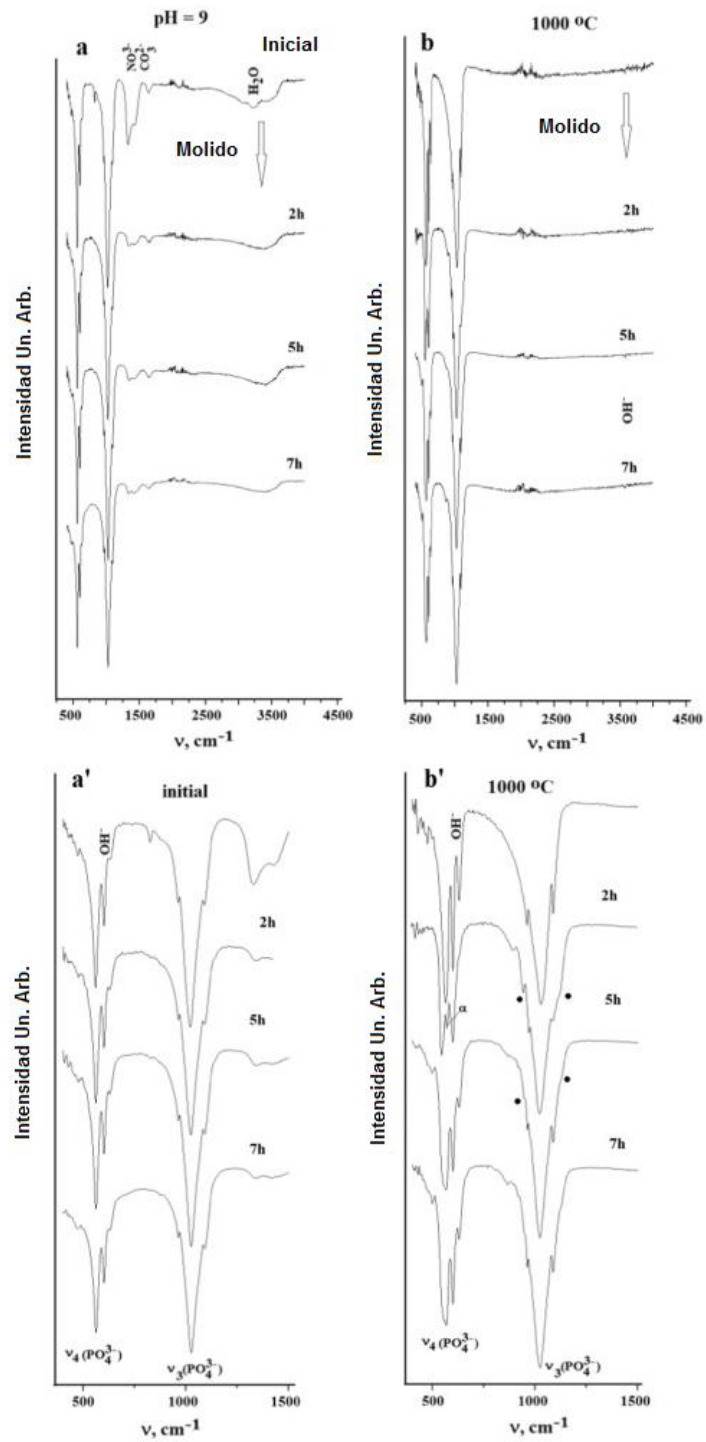 pH = 9
a
NO3-
CO3 2-
Inicial
H2O
Molido
2h
5h
7h
Intensidad Un. Arb.
500 1500 2500 3500 4500
ν, cm-1
b
1000 ºC
Molido
2h
5h
OH-
7h
Intensidad Un. Arb.
500 1500 2500 3500 4500
ν, cm-1
a'
initial
OH-
2h
5h
7h
Intensidad Un. Arb.
ν4 (PO4 3-)
ν3(PO4 3-)
500 1000 1500
ν, cm-1
b'
1000 ºC
OH-
2h
α
5h
7h
Intensidad Un. Arb.
ν4 (PO4 3-)
ν3(PO4 3-)
500 1000 1500
ν, cm-1